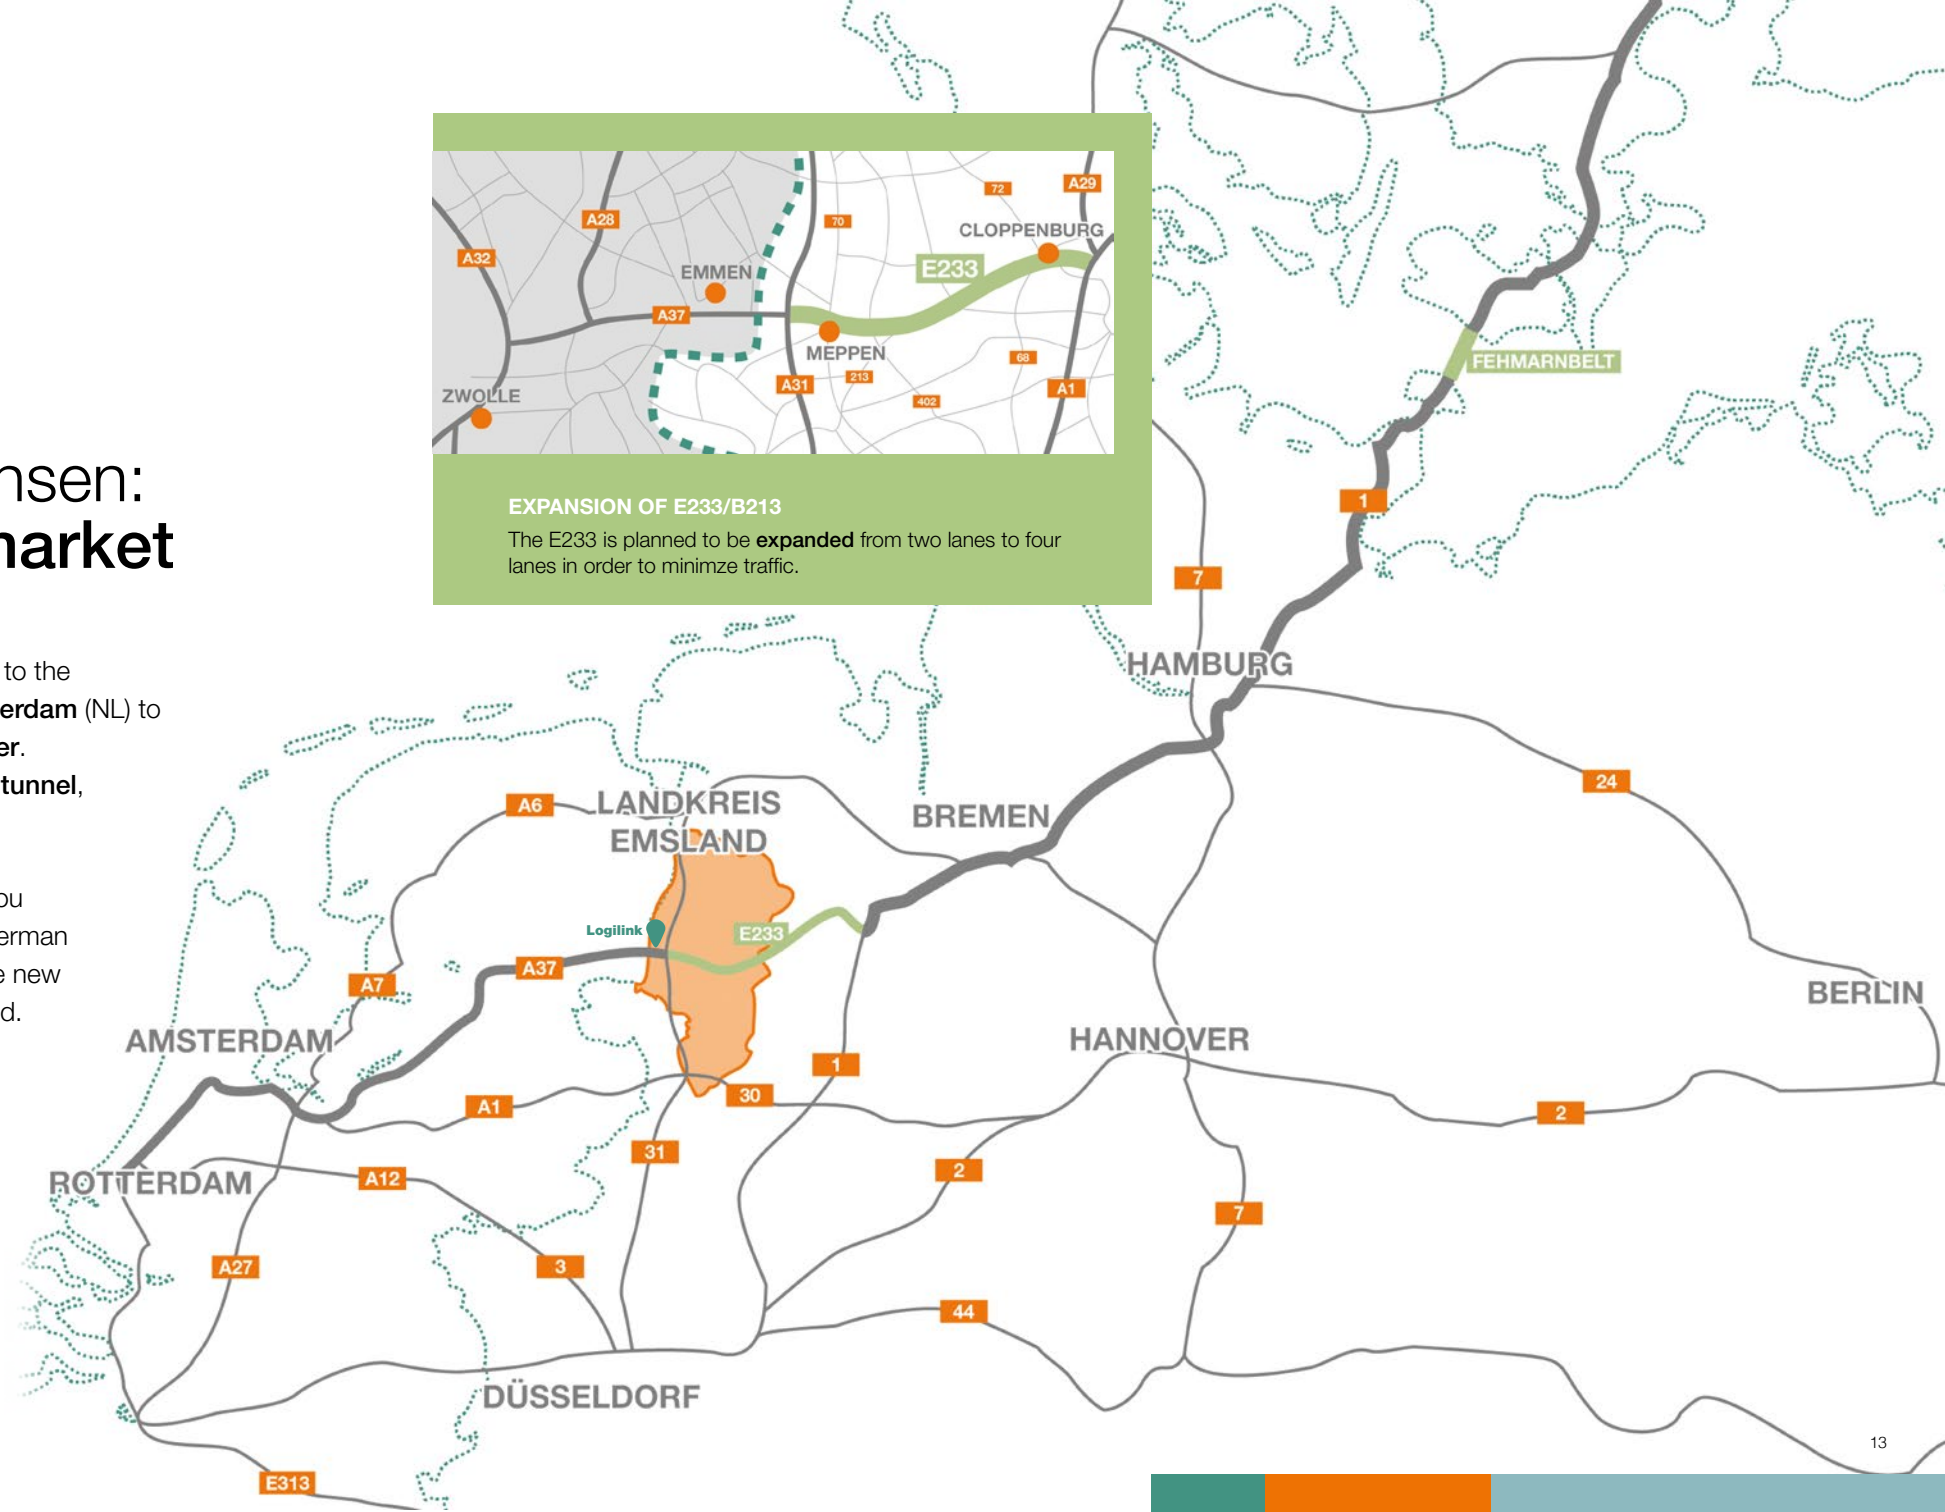 nsen:
market
to the
erdam (NL) to
er.
tunnel,
ou
erman
e new
d.
A28
A32
EMMEN
A37
ZWOLLE
70
72
A29
CLOPPENBURG
E233
MEPPEN
A31
213
402
68
A1
EXPANSION OF E233/B213
The E233 is planned to be expanded from two lanes to four
lanes in order to minimze traffic.
FEHMARNBELT
1
7
HAMBURG
24
A6
LANDKREIS
EMSLAND
BREMEN
Logilink
E233
A37
A7
AMSTERDAM
BERLIN
HANNOVER
1
30
A1
2
31
ROTTERDAM
A12
2
7
A27
3
44
DÜSSELDORF
E313
13